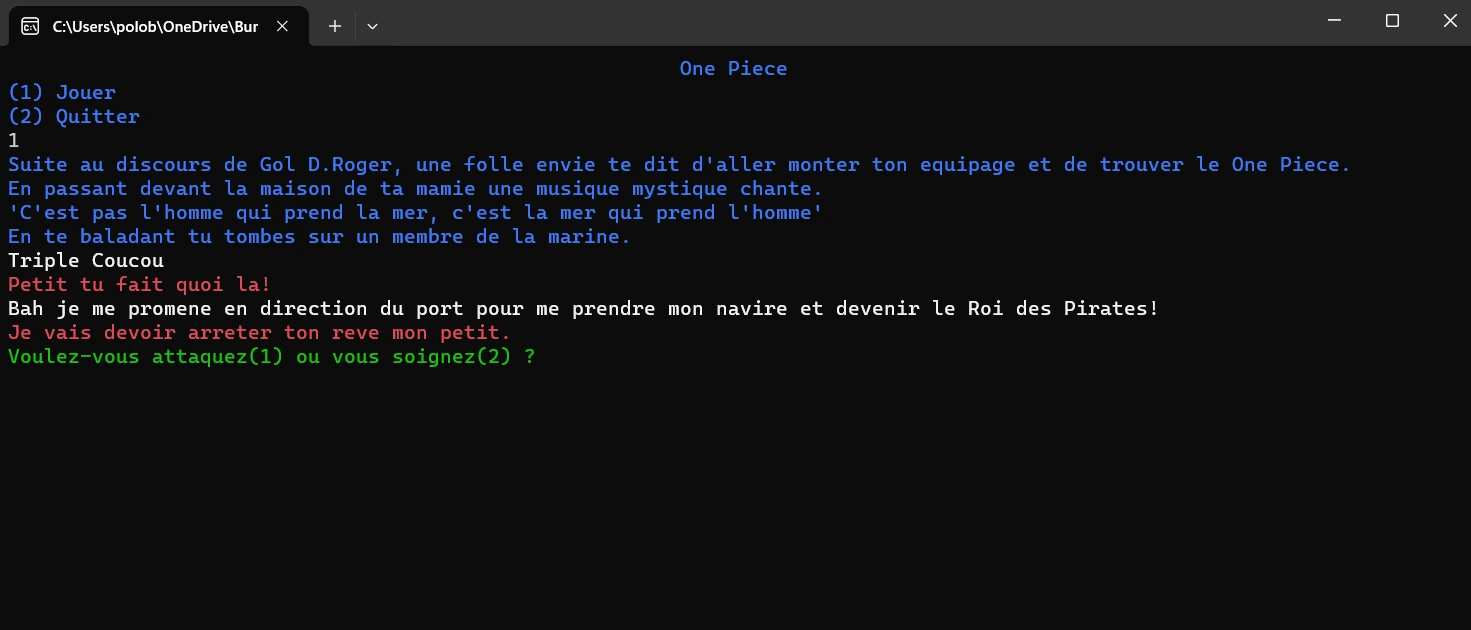 C:\Users\polob\OneDrive\Bur
One Piece
(1) Jouer
(2) Quitter
1
Suite au discours de Gol D.Roger, une folle envie te dit d'aller monter ton equipage et de trouver le One Piece.
En passant devant la maison de ta mamie une musique mystique chante.
'C'est pas l'homme qui prend la mer, c'est la mer qui prend l'homme'
En te baladant tu tombes sur un membre de la marine.
Triple Coucou
Petit tu fait quoi la!
Bah je me promene en direction du port pour me prendre mon navire et devenir le Roi des Pirates!
Je vais devoir arreter ton reve mon petit.
Voulez-vous attaquez(1) ou vous soignez(2) ?